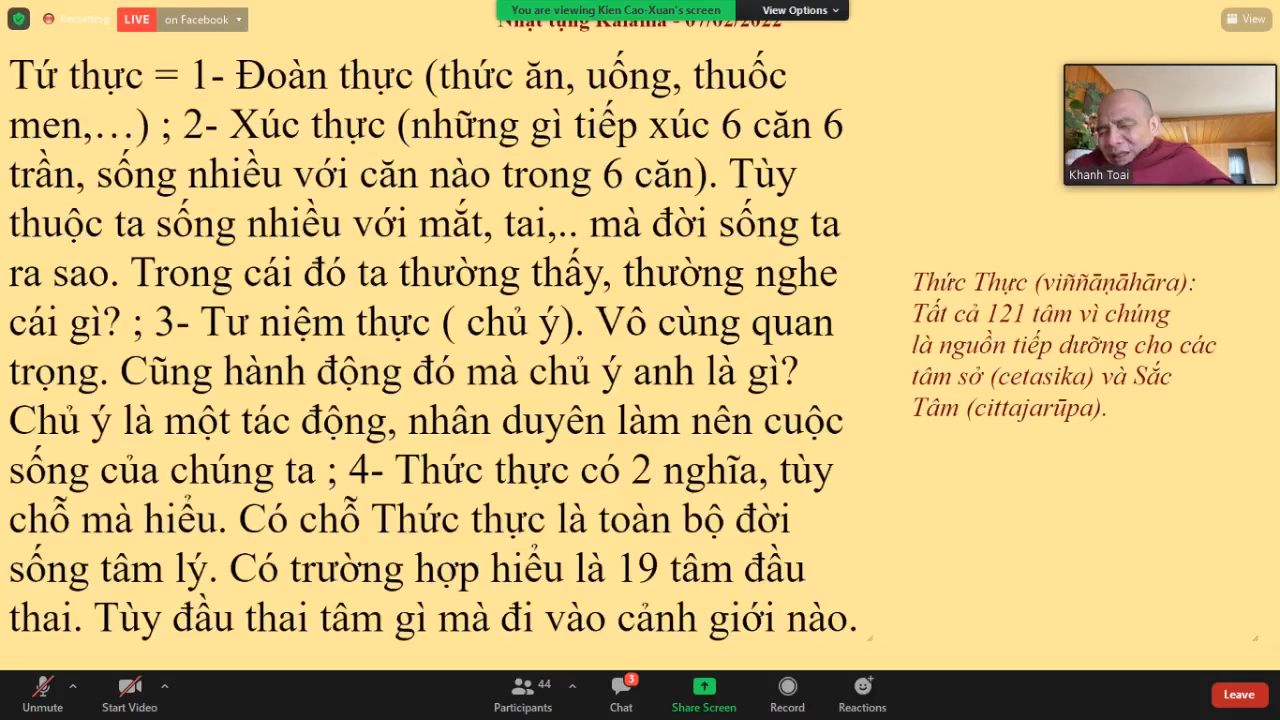 Recording
LIVE
on Facebook
You are viewing Kien Cao-Xuan's screen
View Options
View
Nhật tụng Kalama - 07/02/2022
Tứ thực = 1- Đoàn thực (thức ăn, uống, thuốc
men,…) ; 2- Xúc thực (những gì tiếp xúc 6 căn 6
trần, sống nhiều với căn nào trong 6 căn). Tùy
thuộc ta sống nhiều với mắt, tai,.. mà đời sống ta
ra sao. Trong cái đó ta thường thấy, thường nghe
cái gì? ; 3- Tư niệm thực ( chủ ý). Vô cùng quan
trọng. Cũng hành động đó mà chủ ý anh là gì?
Chủ ý là một tác động, nhân duyên làm nên cuộc
sống của chúng ta ; 4- Thức thực có 2 nghĩa, tùy
chỗ mà hiểu. Có chỗ Thức thực là toàn bộ đời
sống tâm lý. Có trường hợp hiểu là 19 tâm đầu
thai. Tùy đầu thai tâm gì mà đi vào cảnh giới nào.
Khanh Toai
Thức Thực (viññāṇāhāra):
Tất cả 121 tâm vì chúng
là nguồn tiếp dưỡng cho các
tâm sở (cetasika) và Sắc
Tâm (cittajarūpa).
Unmute
Start Video
44
Participants
3
Chat
Share Screen
Record
Reactions
Leave